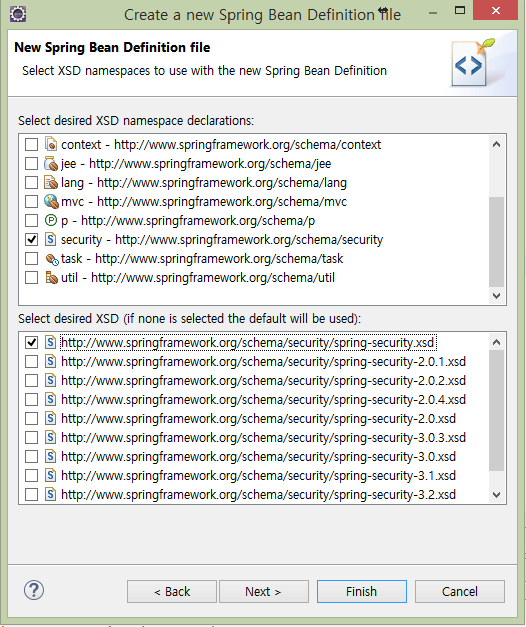 Create a new Spring Bean Definition file
New Spring Bean Definition file
Select XSD namespaces to use with the new Spring Bean Definition
Select desired XSD namespace declarations:
context - http://www.springframework.org/schema/context
jee - http://www.springframework.org/schema/jee
lang - http://www.springframework.org/schema/lang
mvc - http://www.springframework.org/schema/mvc
p - http://www.springframework.org/schema/p
security - http://www.springframework.org/schema/security
task - http://www.springframework.org/schema/task
util - http://www.springframework.org/schema/util
Select desired XSD (if none is selected the default will be used):
http://www.springframework.org/schema/security/spring-security.xsd
http://www.springframework.org/schema/security/spring-security-2.0.1.xsd
http://www.springframework.org/schema/security/spring-security-2.0.2.xsd
http://www.springframework.org/schema/security/spring-security-2.0.4.xsd
http://www.springframework.org/schema/security/spring-security-2.0.xsd
http://www.springframework.org/schema/security/spring-security-3.0.3.xsd
http://www.springframework.org/schema/security/spring-security-3.0.xsd
http://www.springframework.org/schema/security/spring-security-3.1.xsd
http://www.springframework.org/schema/security/spring-security-3.2.xsd
< Back
Next >
Finish
Cancel